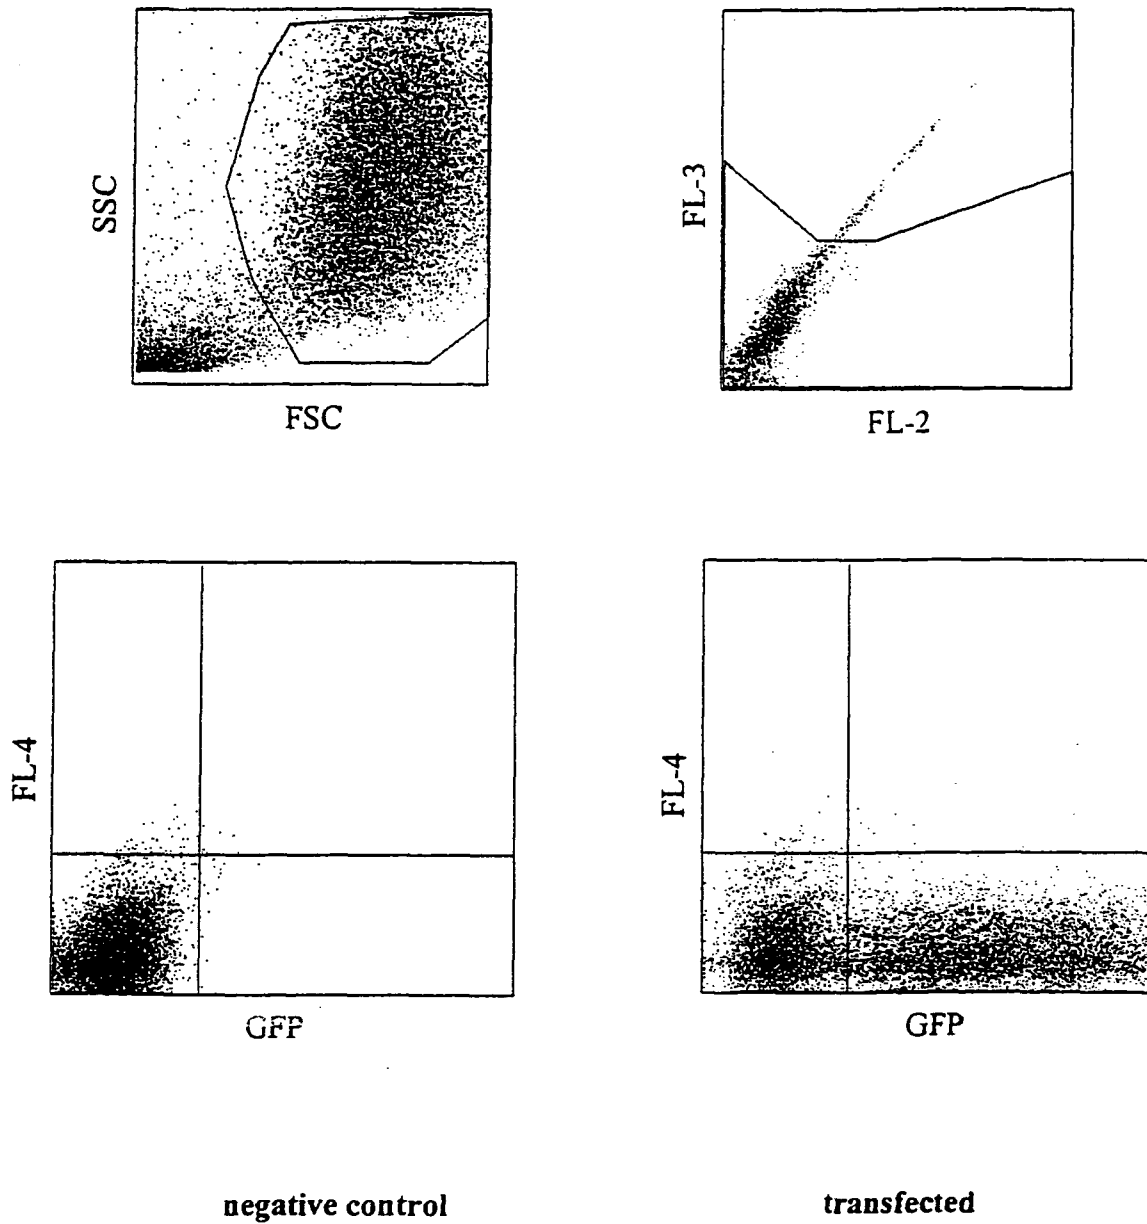 SSC
FSC
FL-3
FL-2
FL-4
GFP
FL-4
GFP
negative control
transfected